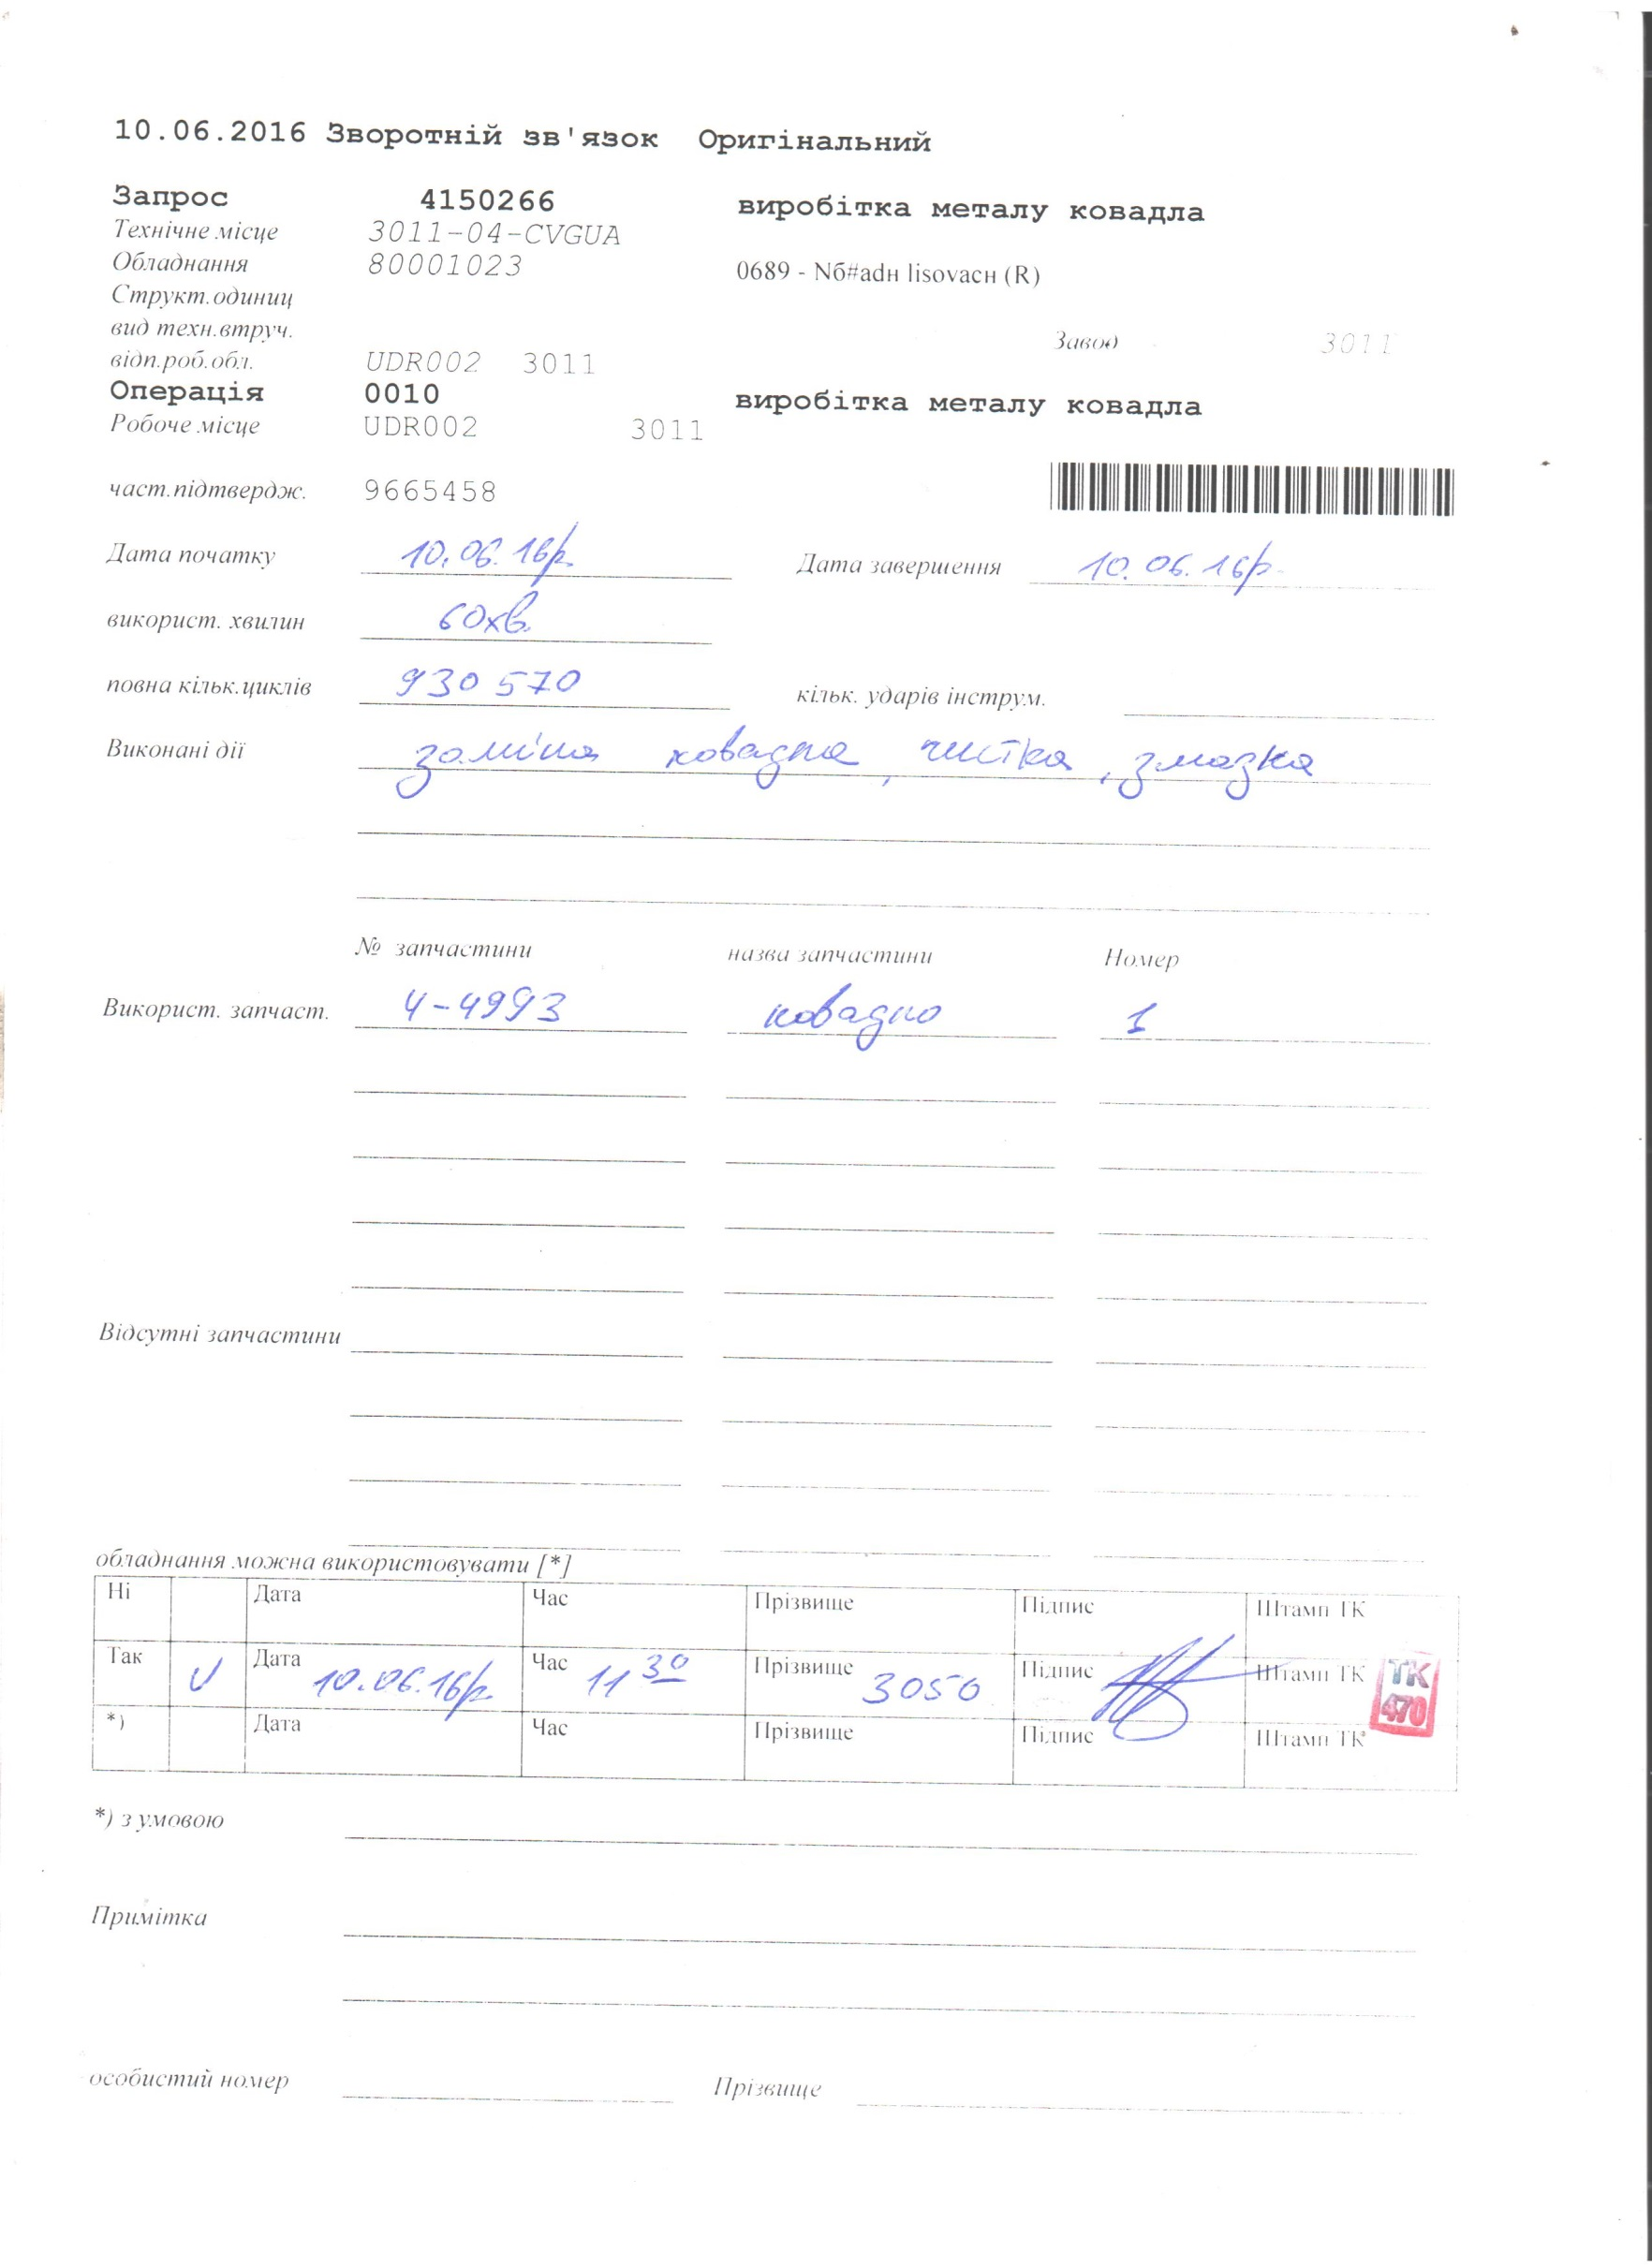 10.06.2016 Зворотній зв'язок Оригінальний
Запрос 4150266 виробітка металу ковадла
Технічне місце 3011-04-CVGUA
Обладнання 80001023 0689 - Nб#adн lisovacн (R)
Структ.одиниц
вид техн.втруч.
Завод 3011
відп.роб.обл. UDR002 3011
Операція 0010 виробітка металу ковадла
Робоче місце UDR002 3011
част.підтвердж. 9665458
Дата початку 10.06.16р. Дата завершення 10.06.16р.
використ. хвилин 60хв.
повна кільк.циклів 930570 кільк. ударів інструм.
Виконані дії заміна ковадла, чистка, змазка
№ запчастини назва запчастини Номер
Використ. запчаст. 4-4993 ковадло 1
Відсутні запчастини
обладнання можна використовувати [*]
Ні Дата Час Прізвище Підпис Штамп ТК
Так V Дата 10.06.16р. Час 11 30 Прізвище 3050 Підпис Штамп ТК ТК 470
*) Дата Час Прізвище Підпис Штамп ТК
*) з умовою
Примітка
особистий номер Прізвище